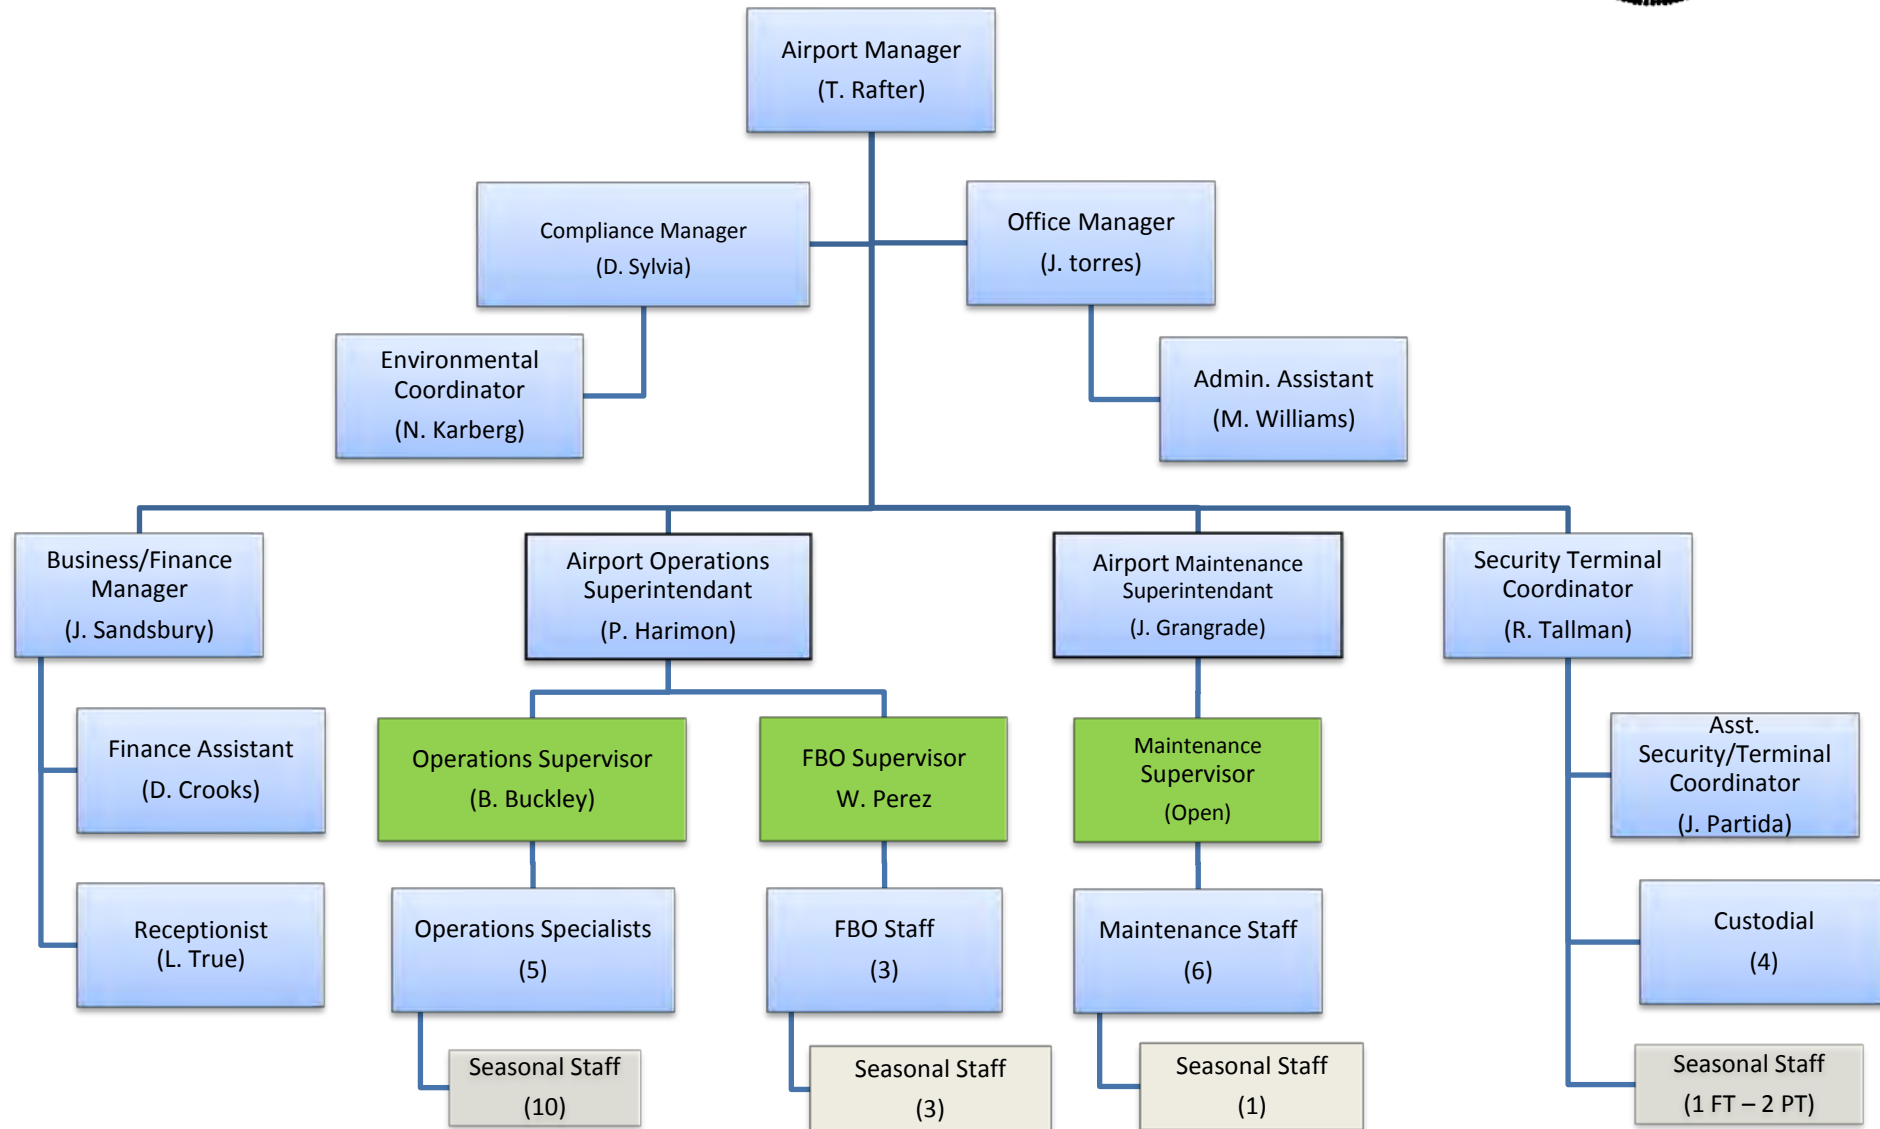 Airport Manager
(T. Rafter)
Compliance Manager
(D. Sylvia)
Office Manager
(J. torres)
Environmental
Coordinator
(N. Karberg)
Admin. Assistant
(M. Williams)
Business/Finance
Manager
(J. Sandsbury)
Airport Operations
Superintendant
(P. Harimon)
Airport Maintenance
Superintendant
(J. Grangrade)
Security Terminal
Coordinator
(R. Tallman)
Finance Assistant
(D. Crooks)
Operations Supervisor
(B. Buckley)
FBO Supervisor
W. Perez
Maintenance
Supervisor
(Open)
Asst.
Security/Terminal
Coordinator
(J. Partida)
Receptionist
(L. True)
Operations Specialists
(5)
FBO Staff
(3)
Maintenance Staff
(6)
Custodial
(4)
Seasonal Staff
(10)
Seasonal Staff
(3)
Seasonal Staff
(1)
Seasonal Staff
(1 FT – 2 PT)